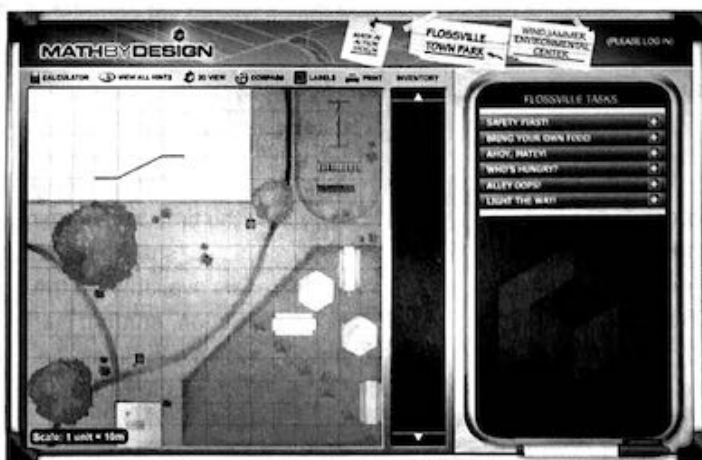 MATHBYDESIGN
FLOSSVILLE
TOWN PARK
WINDJAMMER
ENVIRONMENTAL
CENTER
(PLEASE LOG IN)
CALCULATOR VIEW ALL HINTS 3D VIEW COMPARE LABELS PRINT INVENTORY
FLOSSVILLE TASKS
SAFETY FIRST!
BRING YOUR OWN FOOD
AHOY, MATEY!
WHO'S HUNGRY?
ALLEY OOPS!
LIGHT THE WAY!
Scale: 1 unit = 10m